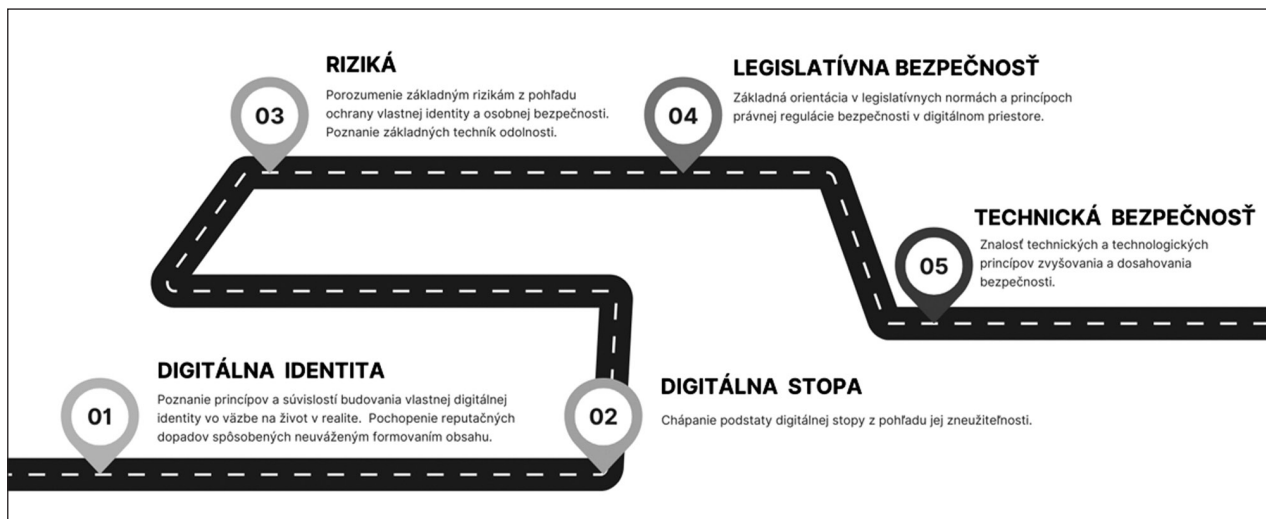 01
DIGITÁLNA IDENTITA
Poznanie princípov a súvislostí budovania vlastnej digitálnej
identity vo väzbe na život v realite. Pochopenie reputačných
dopadov spôsobených neuváženým formovaním obsahu.
02
DIGITÁLNA STOPA
Chápanie podstaty digitálnej stopy z pohľadu jej zneužiteľnosti.
03
RIZIKÁ
Porozumenie základným rizikám z pohľadu
ochrany vlastnej identity a osobnej bezpečnosti.
Poznanie základných techník odolnosti.
04
LEGISLATÍVNA BEZPEČNOSŤ
Základná orientácia v legislatívnych normách a princípoch
právnej regulácie bezpečnosti v digitálnom priestore.
05
TECHNICKÁ BEZPEČNOSŤ
Znalosť technických a technologických
princípov zvyšovania a dosahovania
bezpečnosti.